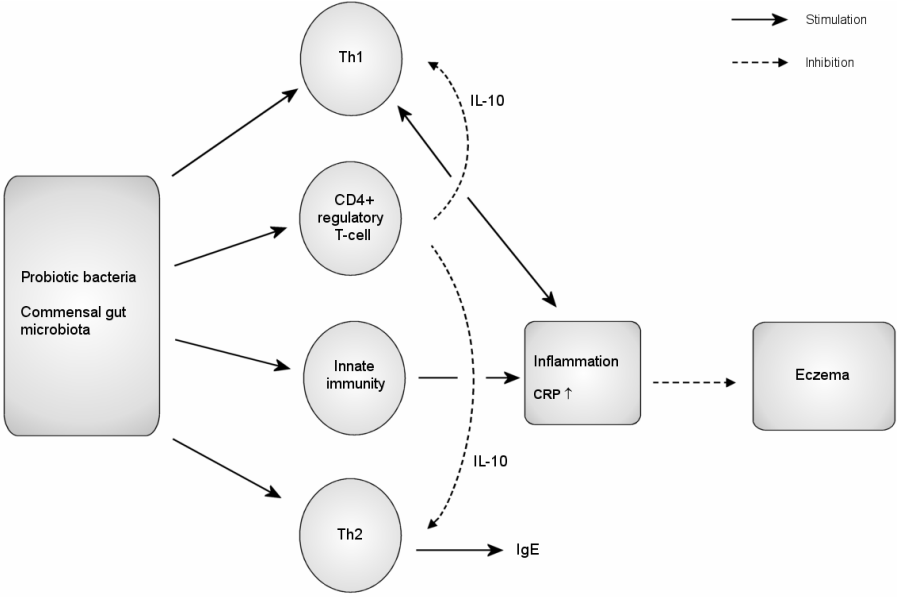 Th1
Stimulation
Inhibition
IL-10
CD4+
regulatory
T-cell
Probiotic bacteria
Commensal gut
microbiota
Innate
immunity
Inflammation
CRP ↑
Eczema
IL-10
Th2
IgE